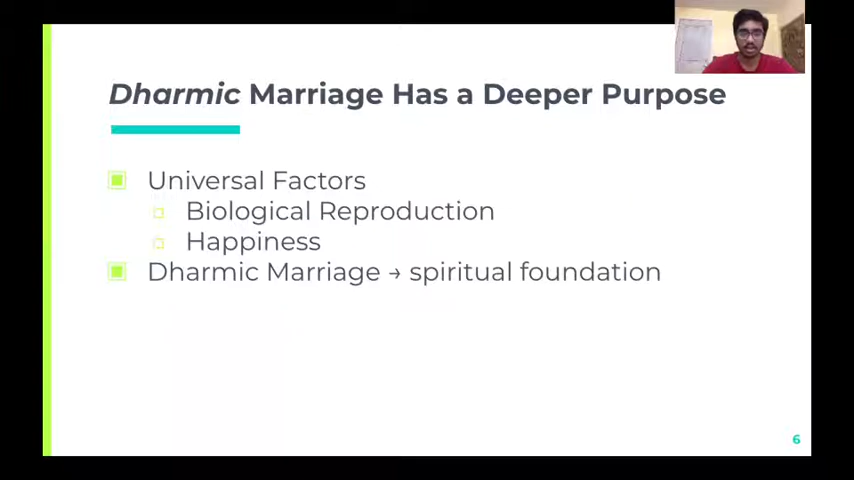 Dharmic Marriage Has a Deeper Purpose
Universal Factors
Biological Reproduction
Happiness
Dharmic Marriage → spiritual foundation
6